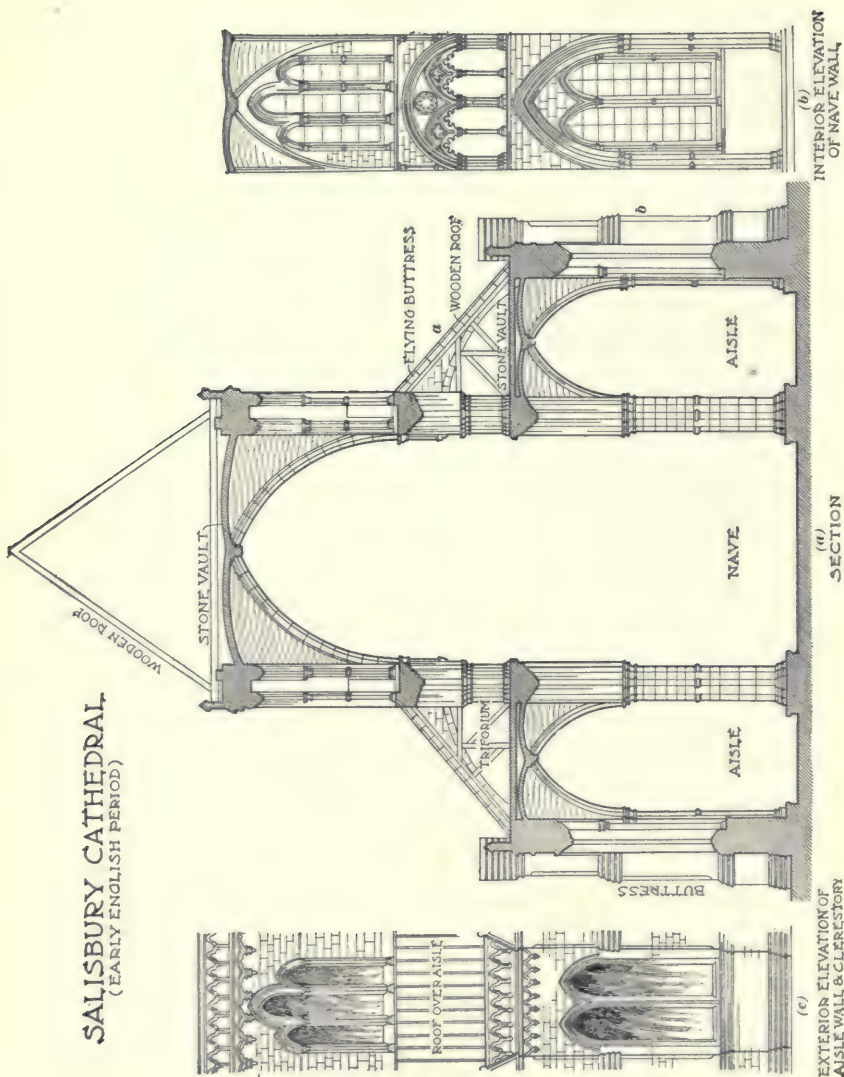 SALISBURY CATHEDRAL
(EARLY ENGLISH PERIOD)
WOODEN ROOF
STONE VAULT
FLYING BUTTRESS
a
WOODEN ROOF
STONE VAULT
TRIFORIUM
b
BUTTRESS
AISLE
NAVE
AISLE
(a)
SECTION
(b)
INTERIOR ELEVATION
OF NAVE WALL
ROOF OVER AISLE
(c)
EXTERIOR ELEVATION OF
AISLE WALL & CLERESTORY